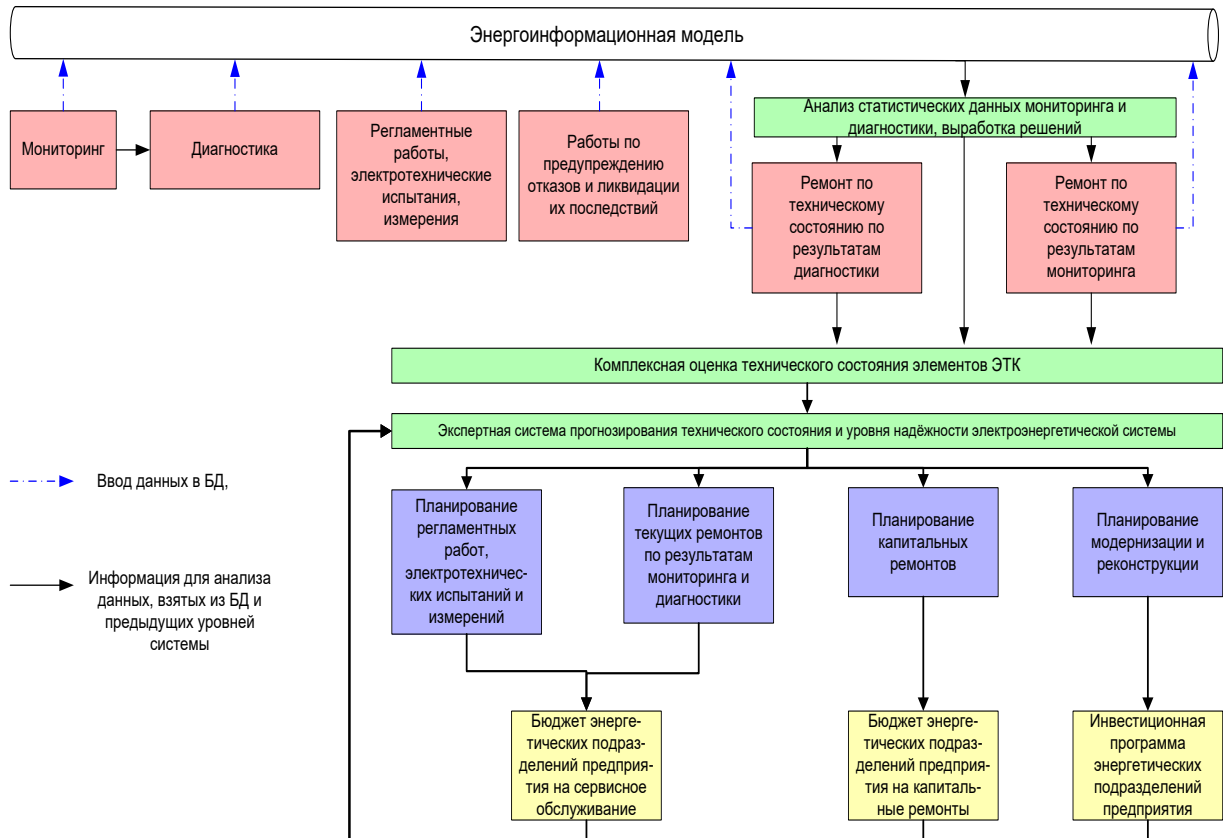 Энергоинформационная модель
Анализ статистических данных мониторинга и
диагностики, выработка решений
Мониторинг
Диагностика
Регламентные
работы,
электротехнические
испытания,
измерения
Работы по
предупреждению
отказов и ликвидации
их последствий
Ремонт по
техническому
состоянию по
результатам
диагностики
Ремонт по
техническому
состоянию по
результатам
мониторинга
Комплексная оценка технического состояния элементов ЭТК
Экспертная система прогнозирования технического состояния и уровня надёжности электроэнергетической системы
Ввод данных в БД,
Информация для анализа
данных, взятых из БД и
предыдущих уровней
системы
Планирование
регламентных
работ,
электротехничес-
ких испытаний и
измерений
Планирование
текущих ремонтов
по результатам
мониторинга и
диагностики
Планирование
капитальных
ремонтов
Планирование
модернизации и
реконструкции
Бюджет энерге-
тических подраз-
делений предприя-
тия на сервисное
обслуживание
Бюджет энерге-
тических подраз-
делений предприя-
тия на капиталь-
ные ремонты
Инвестиционная
программа
энергетических
подразделений
предприятия